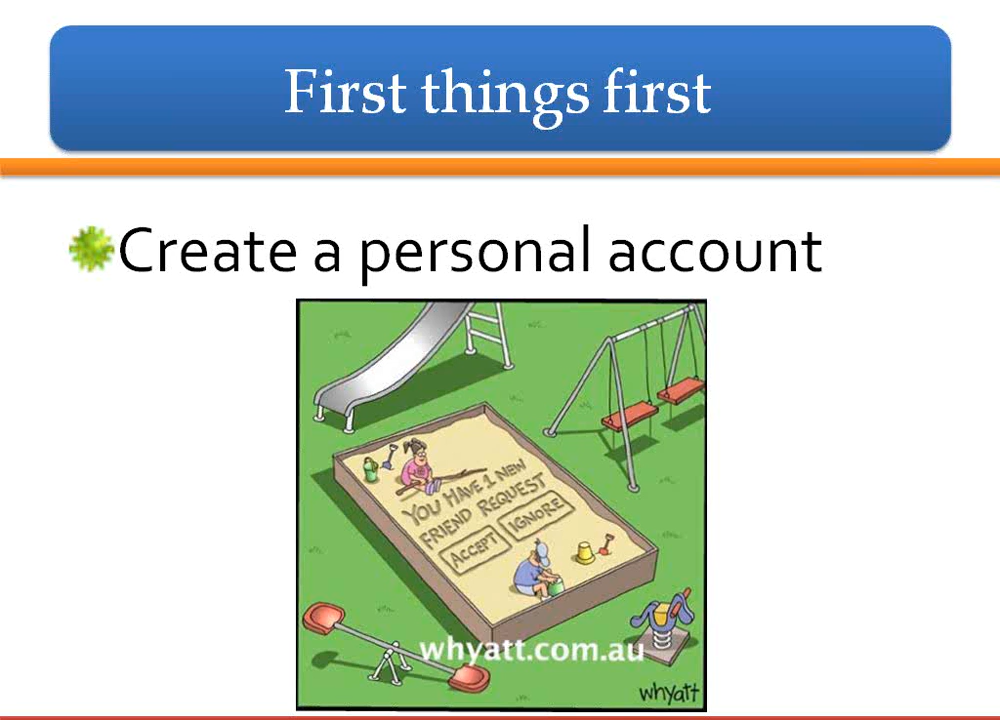 First things first
Create a personal account
YOU HAVE 1 NEW
FRIEND REQUEST
ACCEPT IGNORE
whyatt.com.au
whyatt